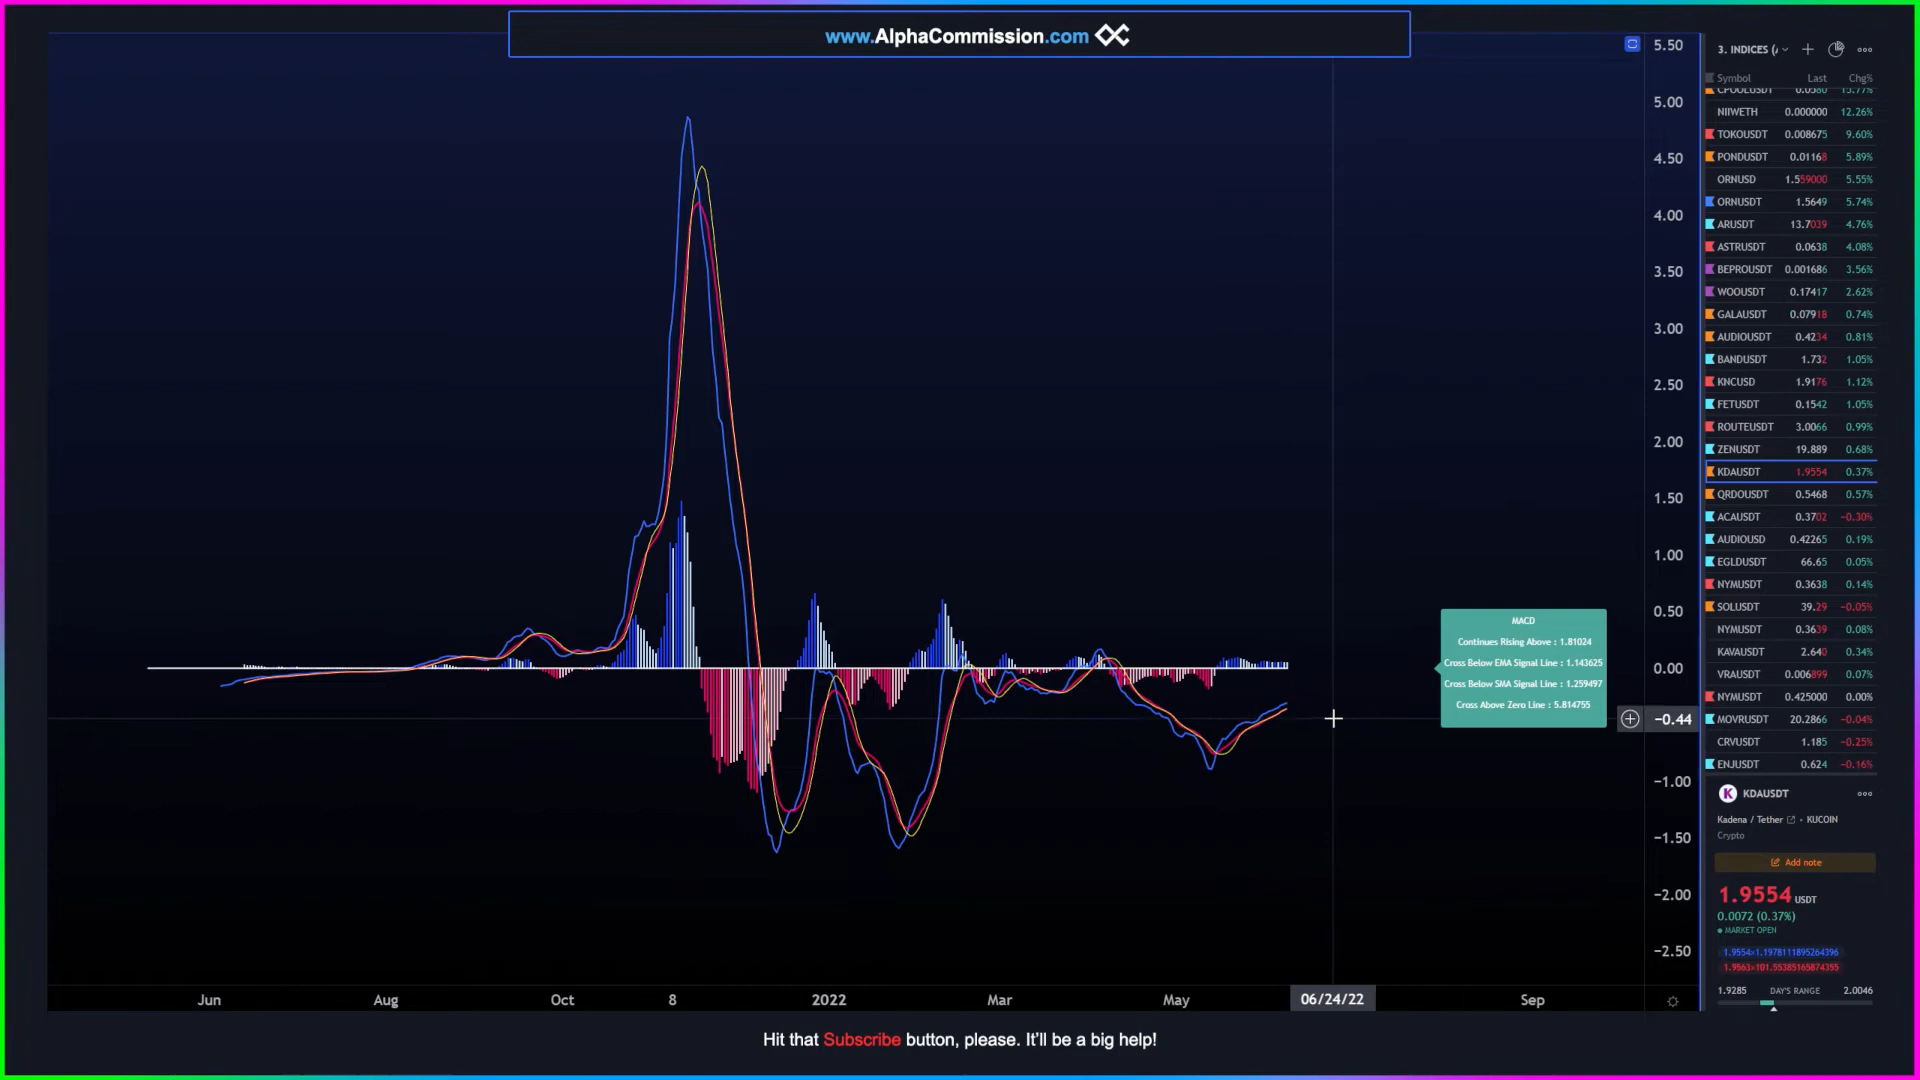 www.AlphaCommission.com
5.50
5.00
4.50
4.00
3.50
3.00
2.50
2.00
1.50
1.00
0.50
0.00
−0.44
−1.00
−1.50
−2.00
−2.50
MACD
Continues Rising Above : 1.81024
Cross Below EMA Signal Line : 1.143625
Cross Below SMA Signal Line : 1.259497
Cross Above Zero Line : 5.814755
Jun Aug Oct 8 2022 Mar May 06/24/22 Sep
3. INDICES (
Symbol Last Chg%
CPOOLUSDT 0.0580 15.77%
NIIWETH 0.000000 12.26%
TOKOUSDT 0.008675 9.60%
PONDUSDT 0.01168 5.89%
ORNUSD 1.559000 5.55%
ORNUSDT 1.5649 5.74%
ARUSDT 13.7039 4.76%
ASTRUSDT 0.0638 4.08%
BEPROUSDT 0.001686 3.56%
WOOUSDT 0.17417 2.62%
GALAUSDT 0.07918 0.74%
AUDIOUSDT 0.4234 0.81%
BANDUSDT 1.732 1.05%
KNCUSD 1.9176 1.12%
FETUSDT 0.1542 1.05%
ROUTEUSDT 3.0066 0.99%
ZENUSDT 19.889 0.68%
KDAUSDT 1.9554 0.37%
QRDOUSDT 0.5468 0.57%
ACAUSDT 0.3702 −0.30%
AUDIOUSD 0.42265 0.19%
EGLDUSDT 66.65 0.05%
NYMUSDT 0.3638 0.14%
SOLUSDT 39.29 −0.05%
NYMUSDT 0.3639 0.08%
KAVAUSDT 2.640 0.34%
VRAUSDT 0.006899 0.07%
NYMUSDT 0.425000 0.00%
MOVRUSDT 20.2866 −0.04%
CRVUSDT 1.185 −0.25%
ENJUSDT 0.624 −0.16%
K KDAUSDT
Kadena / Tether • KUCOIN
Crypto
Add note
1.9554 USDT
0.0072 (0.37%)
MARKET OPEN
1.9554×1.1978111895264396
1.9563×101.55385165874355
1.9285 DAY'S RANGE 2.0046
Hit that Subscribe button, please. It'll be a big help!